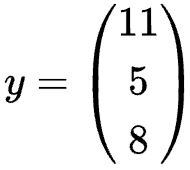 y = (11
5
8)